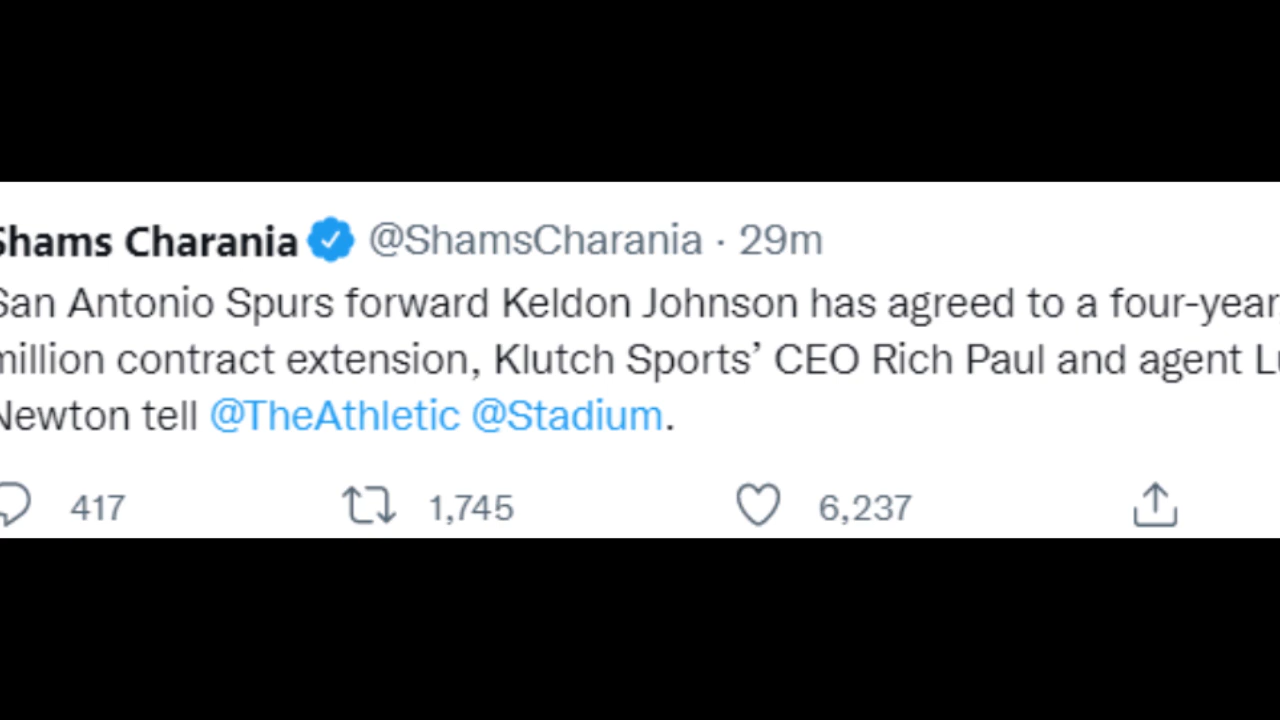 Shams Charania @ShamsCharania · 29m
San Antonio Spurs forward Keldon Johnson has agreed to a four-year
million contract extension, Klutch Sports’ CEO Rich Paul and agent
Newton tell @TheAthletic @Stadium.
417 1,745 6,237